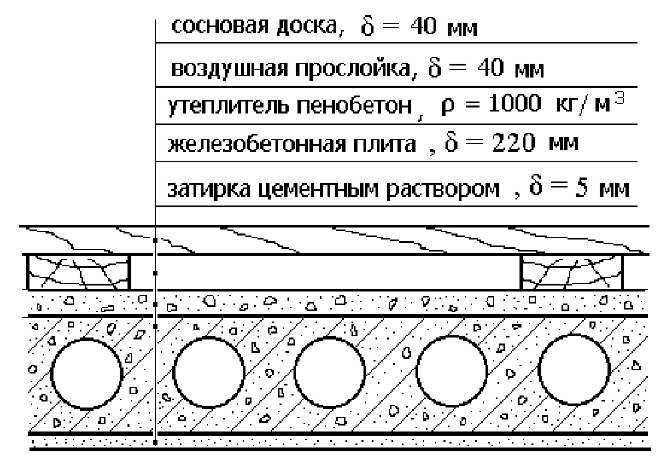 сосновая доска, δ = 40 мм
воздушная прослойка, δ = 40 мм
утеплитель пенобетон, ρ = 1000 кг/м³
железобетонная плита , δ = 220 мм
затирка цементным раствором , δ = 5 мм